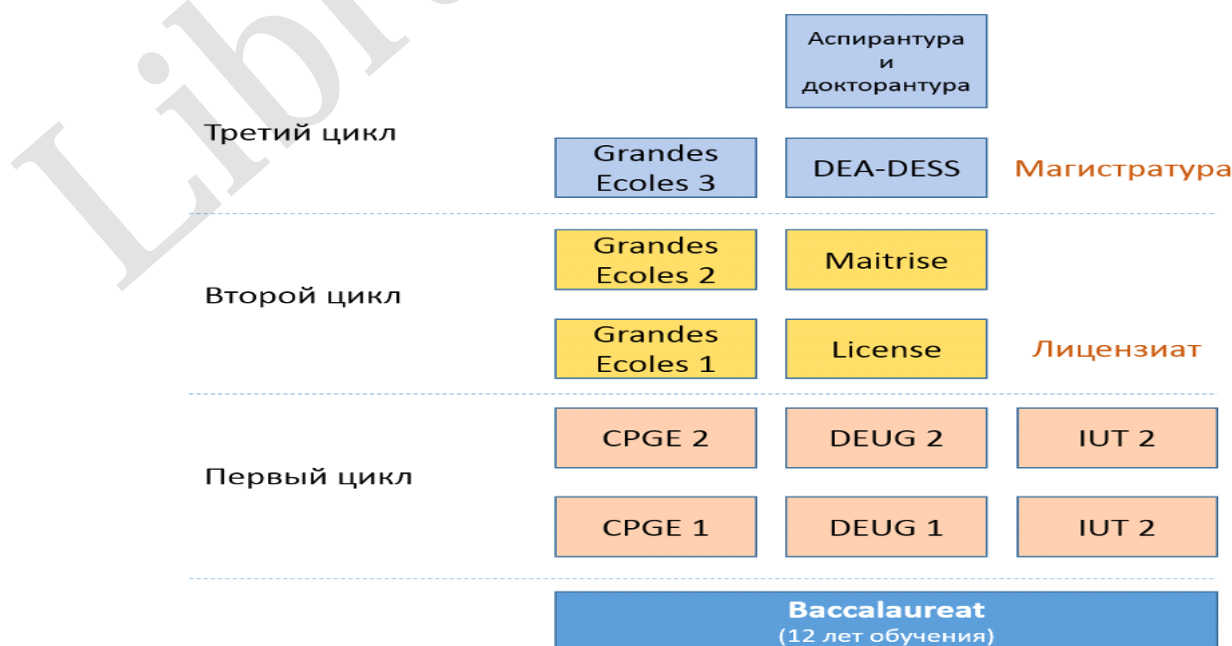 Аспирантура
и
докторантура
Третий цикл
Grandes
Ecoles 3
DEA-DESS
Магистратура
Grandes
Ecoles 2
Maitrise
Второй цикл
Grandes
Ecoles 1
License
Лицензиат
CPGE 2
DEUG 2
IUT 2
Первый цикл
CPGE 1
DEUG 1
IUT 2
Baccalaureat
(12 лет обучения)
Libr